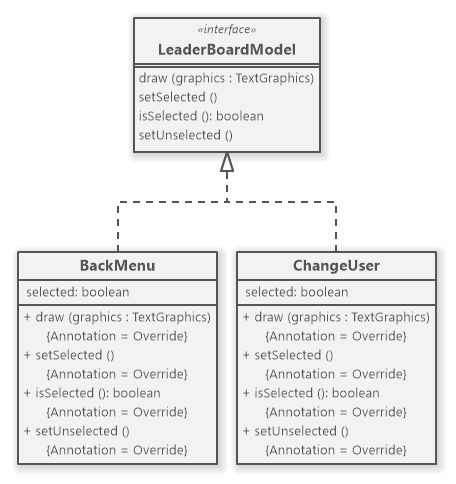 «interface»
LeaderBoardModel
draw (graphics : TextGraphics)
setSelected ()
isSelected (): boolean
setUnselected ()
BackMenu
selected: boolean
+ draw (graphics : TextGraphics)
{Annotation = Override}
+ setSelected ()
{Annotation = Override}
+ isSelected (): boolean
{Annotation = Override}
+ setUnselected ()
{Annotation = Override}
ChangeUser
selected: boolean
+ draw (graphics : TextGraphics)
{Annotation = Override}
+ setSelected ()
{Annotation = Override}
+ isSelected (): boolean
{Annotation = Override}
+ setUnselected ()
{Annotation = Override}